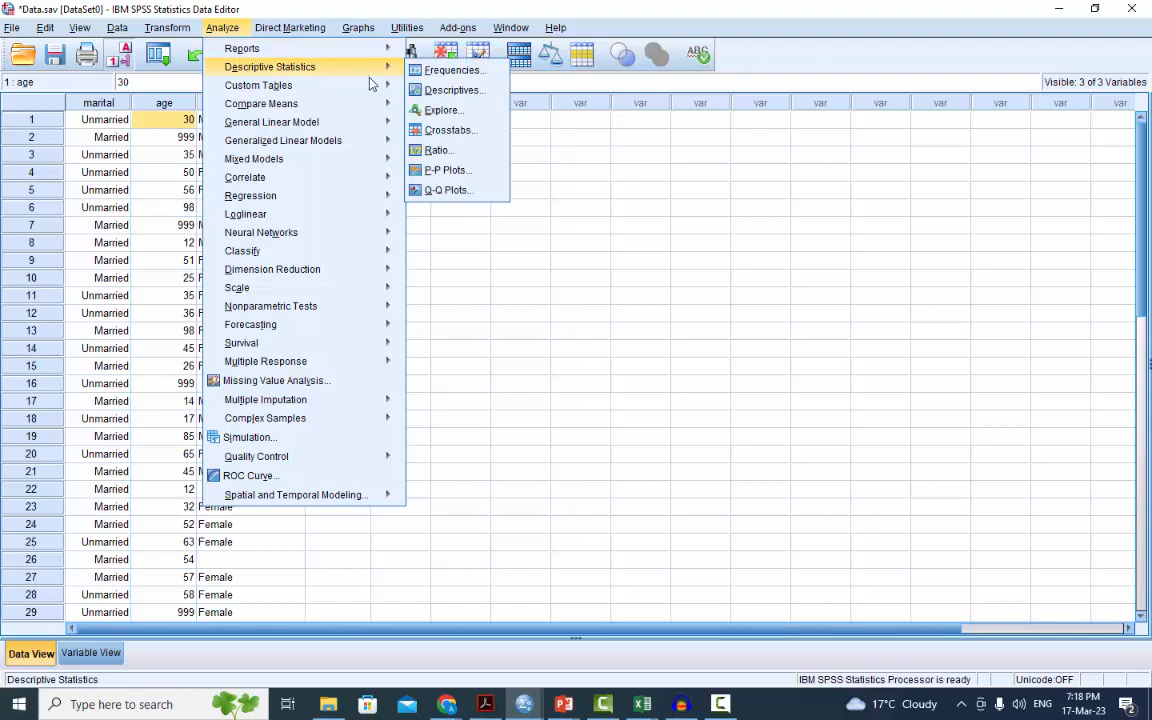 *Data.sav [DataSet0] - IBM SPSS Statistics Data Editor
File Edit View Data Transform Analyze Direct Marketing Graphs Utilities Add-ons Window Help
1 : age 30 Visible: 3 of 3 Variables
marital age var var var var var var var var var var var
Reports
Descriptive Statistics
Custom Tables
Compare Means
General Linear Model
Generalized Linear Models
Mixed Models
Correlate
Regression
Loglinear
Neural Networks
Classify
Dimension Reduction
Scale
Nonparametric Tests
Forecasting
Survival
Multiple Response
Missing Value Analysis...
Multiple Imputation
Complex Samples
Simulation...
Quality Control
ROC Curve...
Spatial and Temporal Modeling...
Frequencies...
Descriptives...
Explore...
Crosstabs...
Ratio...
P-P Plots...
Q-Q Plots...
1 Unmarried 30
2 Married 999
3 Unmarried 35
4 Unmarried 50
5 Unmarried 56
6 Unmarried 98
7 Married 999
8 Married 12
9 Married 51
10 Married 25
11 Unmarried 35
12 Unmarried 36
13 Married 98
14 Unmarried 45
15 Married 26
16 Unmarried 999
17 Married 14
18 Unmarried 17
19 Married 85
20 Unmarried 65
21 Married 45
22 Married 12
23 Married 32 Female
24 Married 52 Female
25 Unmarried 63 Female
26 Married 54
27 Married 57 Female
28 Unmarried 58 Female
29 Unmarried 999 Female
Data View Variable View
Descriptive Statistics IBM SPSS Statistics Processor is ready Unicode:OFF
Type here to search 17°C Cloudy ENG 7:18 PM 17-Mar-23 2